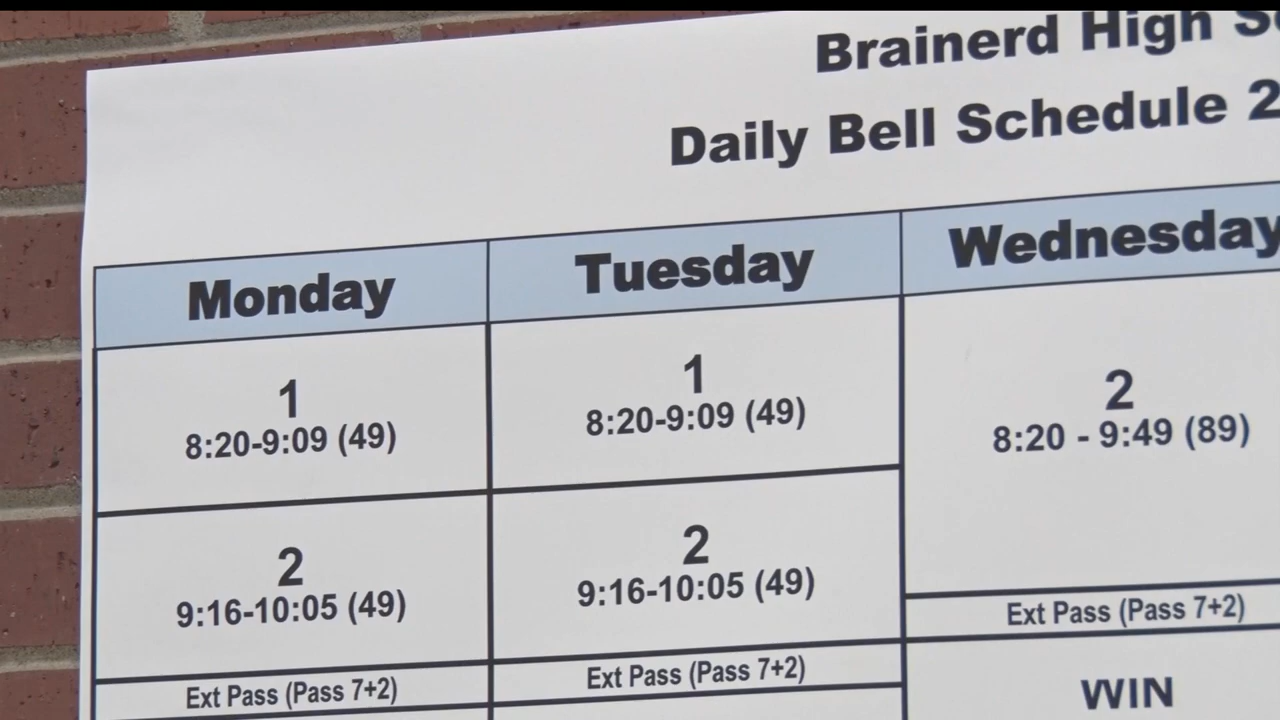 Brainerd High
Daily Bell Schedule 2
Monday
Tuesday
Wednesday
1
8:20-9:09 (49)
1
8:20-9:09 (49)
2
8:20 - 9:49 (89)
2
9:16-10:05 (49)
2
9:16-10:05 (49)
Ext Pass (Pass 7+2)
Ext Pass (Pass 7+2)
Ext Pass (Pass 7+2)
WIN